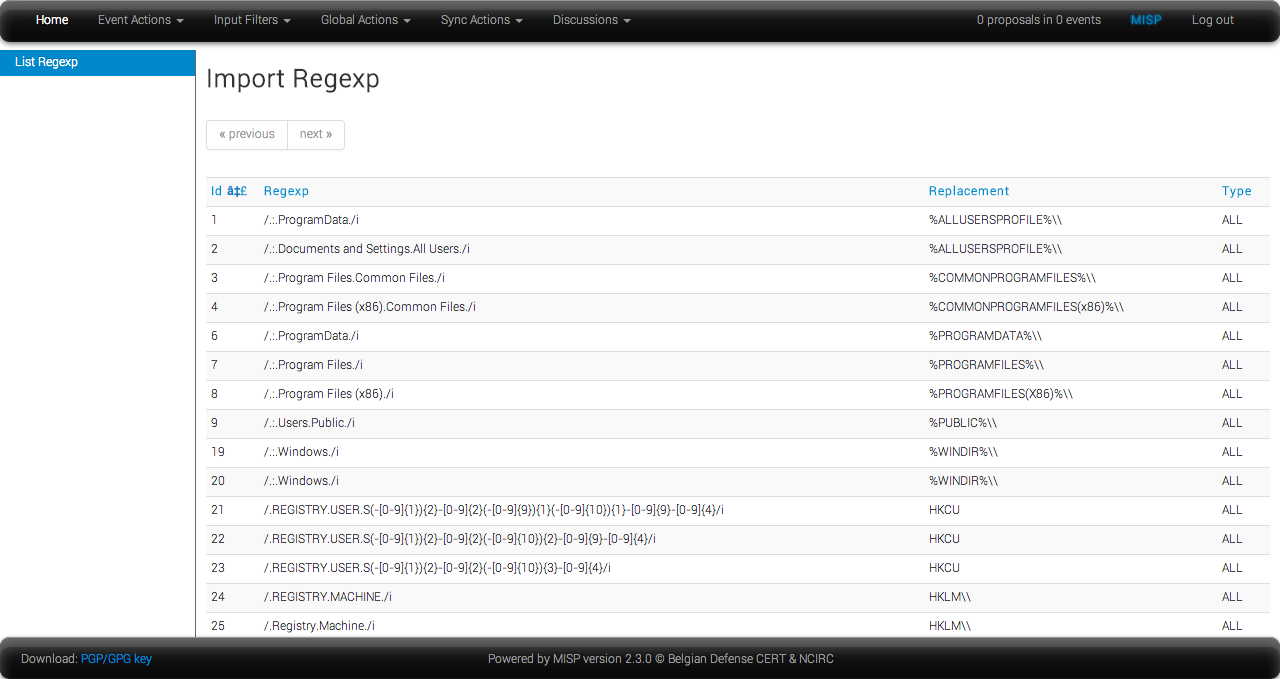 Home Event Actions Input Filters Global Actions Sync Actions Discussions 0 proposals in 0 events MISP Log out
List Regexp
Import Regexp
« previous next »
Id â‡£ Regexp Replacement Type
1 /.:.ProgramData./i %ALLUSERSPROFILE%\\ ALL
2 /.:.Documents and Settings.All Users./i %ALLUSERSPROFILE%\\ ALL
3 /.:.Program Files.Common Files./i %COMMONPROGRAMFILES%\\ ALL
4 /.:.Program Files (x86).Common Files./i %COMMONPROGRAMFILES(x86)%\\ ALL
6 /.:.ProgramData./i %PROGRAMDATA%\\ ALL
7 /.:.Program Files./i %PROGRAMFILES%\\ ALL
8 /.:.Program Files (x86)./i %PROGRAMFILES(X86)%\\ ALL
9 /.:.Users.Public./i %PUBLIC%\\ ALL
19 /.:.Windows./i %WINDIR%\\ ALL
20 /.:.Windows./i %WINDIR%\\ ALL
21 /.REGISTRY.USER.S(-[0-9]{1}){2}-[0-9]{2}(-[0-9]{9}){1}(-[0-9]{10}){1}-[0-9]{9}-[0-9]{4}/i HKCU ALL
22 /.REGISTRY.USER.S(-[0-9]{1}){2}-[0-9]{2}(-[0-9]{10}){2}-[0-9]{9}-[0-9]{4}/i HKCU ALL
23 /.REGISTRY.USER.S(-[0-9]{1}){2}-[0-9]{2}(-[0-9]{10}){3}-[0-9]{4}/i HKCU ALL
24 /.REGISTRY.MACHINE./i HKLM\\ ALL
25 /.Registry.Machine./i HKLM\\ ALL
Download: PGP/GPG key Powered by MISP version 2.3.0 © Belgian Defense CERT & NCIRC